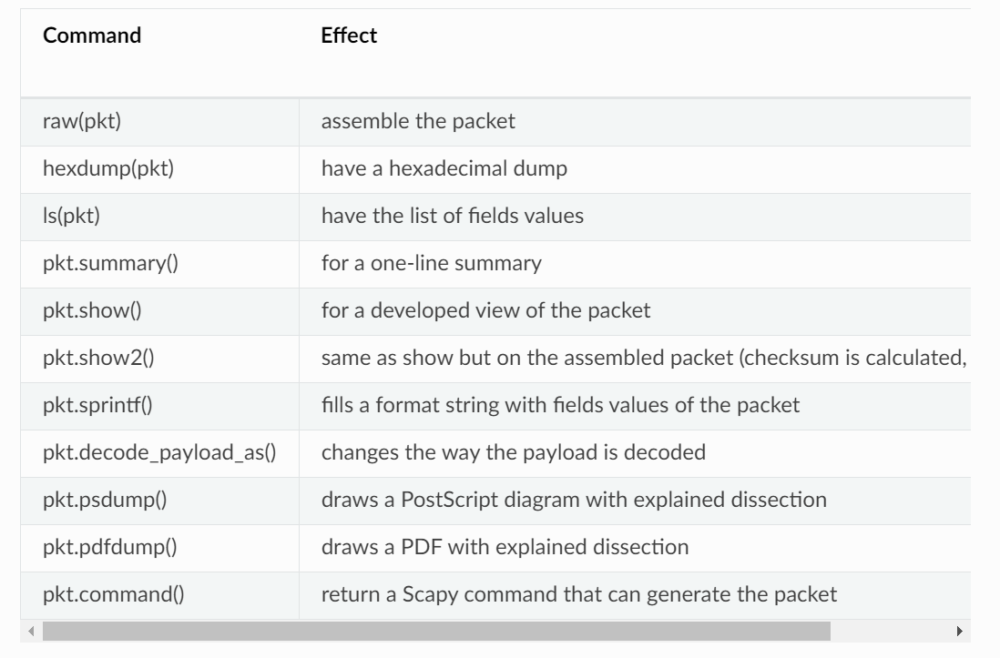 Command Effect
raw(pkt) assemble the packet
hexdump(pkt) have a hexadecimal dump
ls(pkt) have the list of fields values
pkt.summary() for a one-line summary
pkt.show() for a developed view of the packet
pkt.show2() same as show but on the assembled packet (checksum is calculated,
pkt.sprintf() fills a format string with fields values of the packet
pkt.decode_payload_as() changes the way the payload is decoded
pkt.psdump() draws a PostScript diagram with explained dissection
pkt.pdfdump() draws a PDF with explained dissection
pkt.command() return a Scapy command that can generate the packet